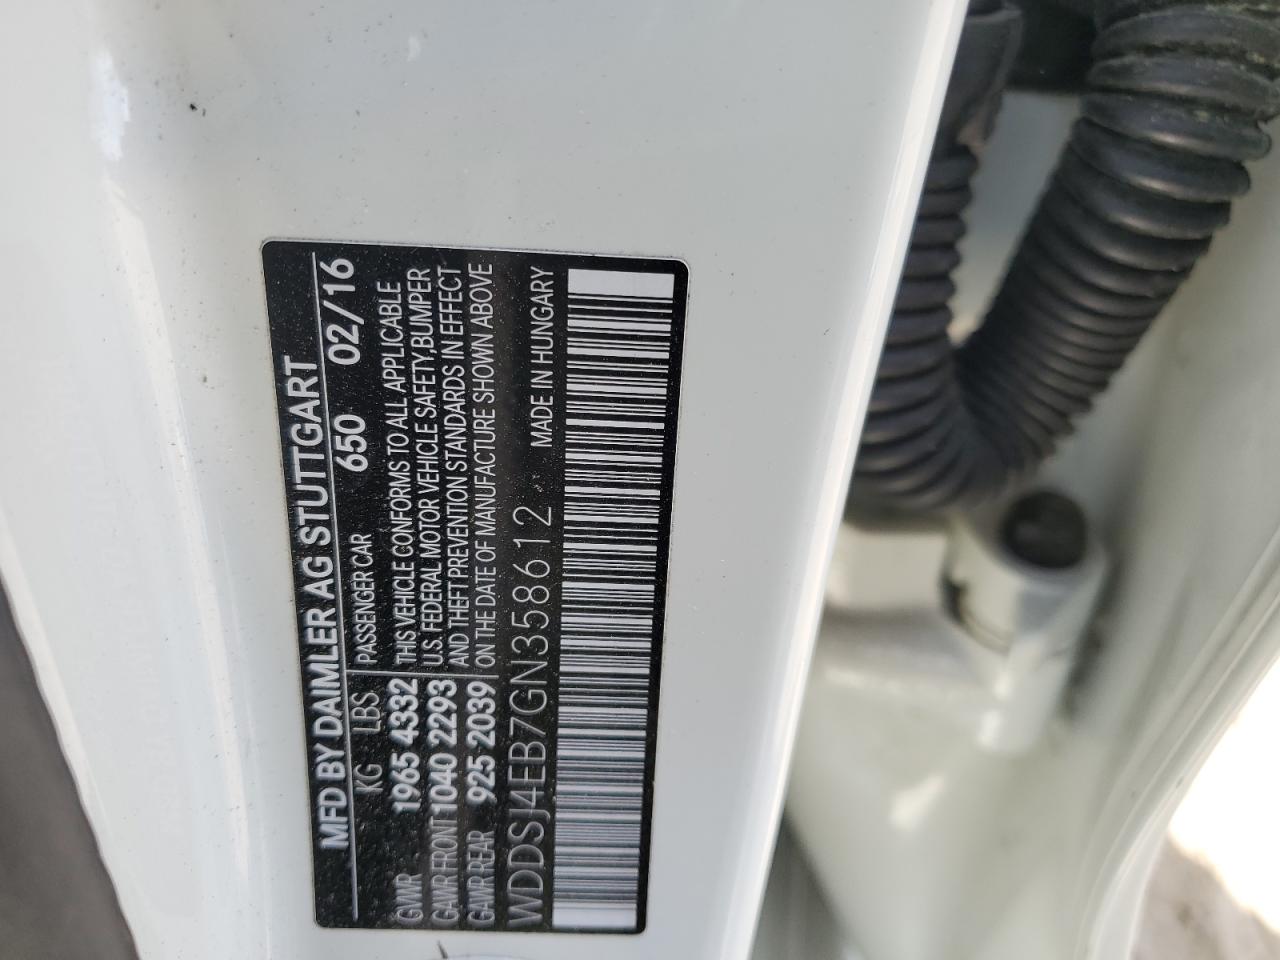 MFD BY DAIMLER AG STUTTGART
KG LBS PASSENGER CAR 650 02/16
GVWR 1965 4332 THIS VEHICLE CONFORMS TO ALL APPLICABLE
GAWR FRONT 1040 2293 U.S. FEDERAL MOTOR VEHICLE SAFETY, BUMPER
GAWR REAR 925 2039 AND THEFT PREVENTION STANDARDS IN EFFECT
ON THE DATE OF MANUFACTURE SHOWN ABOVE
WDDSJ4EB7GN358612 MADE IN HUNGARY